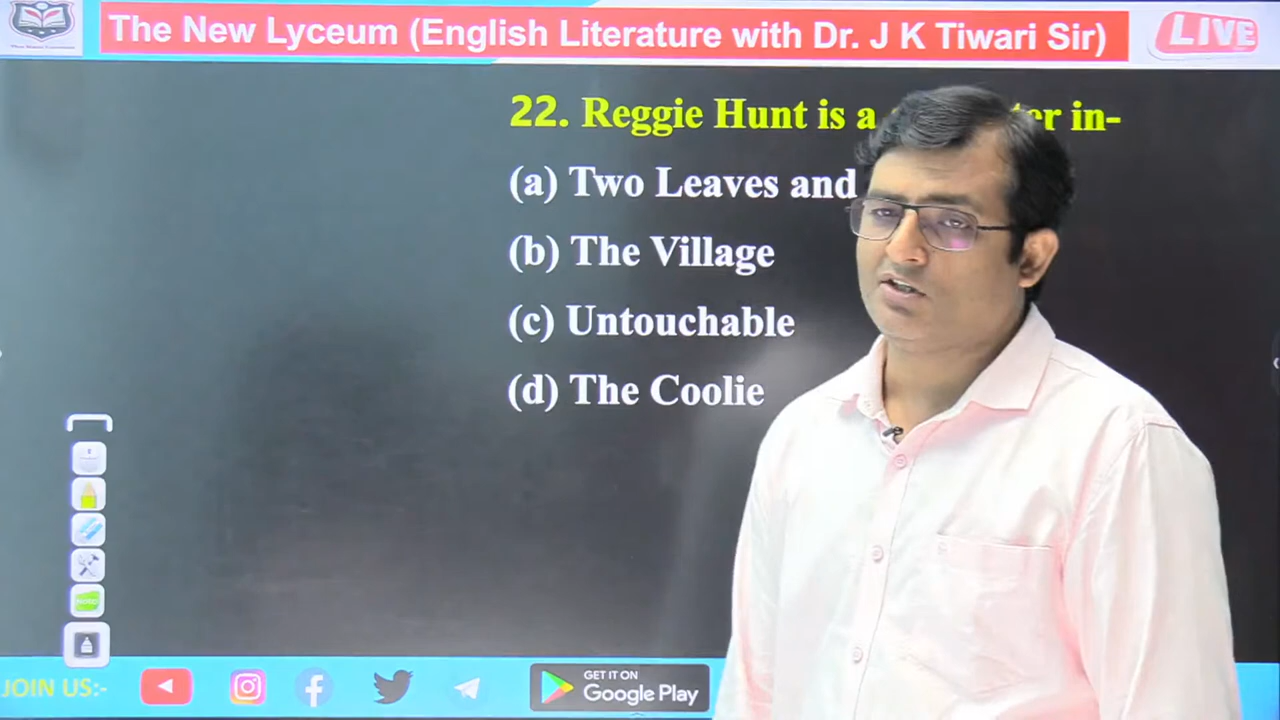 The New Lyceum (English Literature with Dr. J K Tiwari Sir)
LIVE
22. Reggie Hunt is a ter in-
(a) Two Leaves and
(b) The Village
(c) Untouchable
(d) The Coolie
JOIN US:-
GET IT ON
Google Play